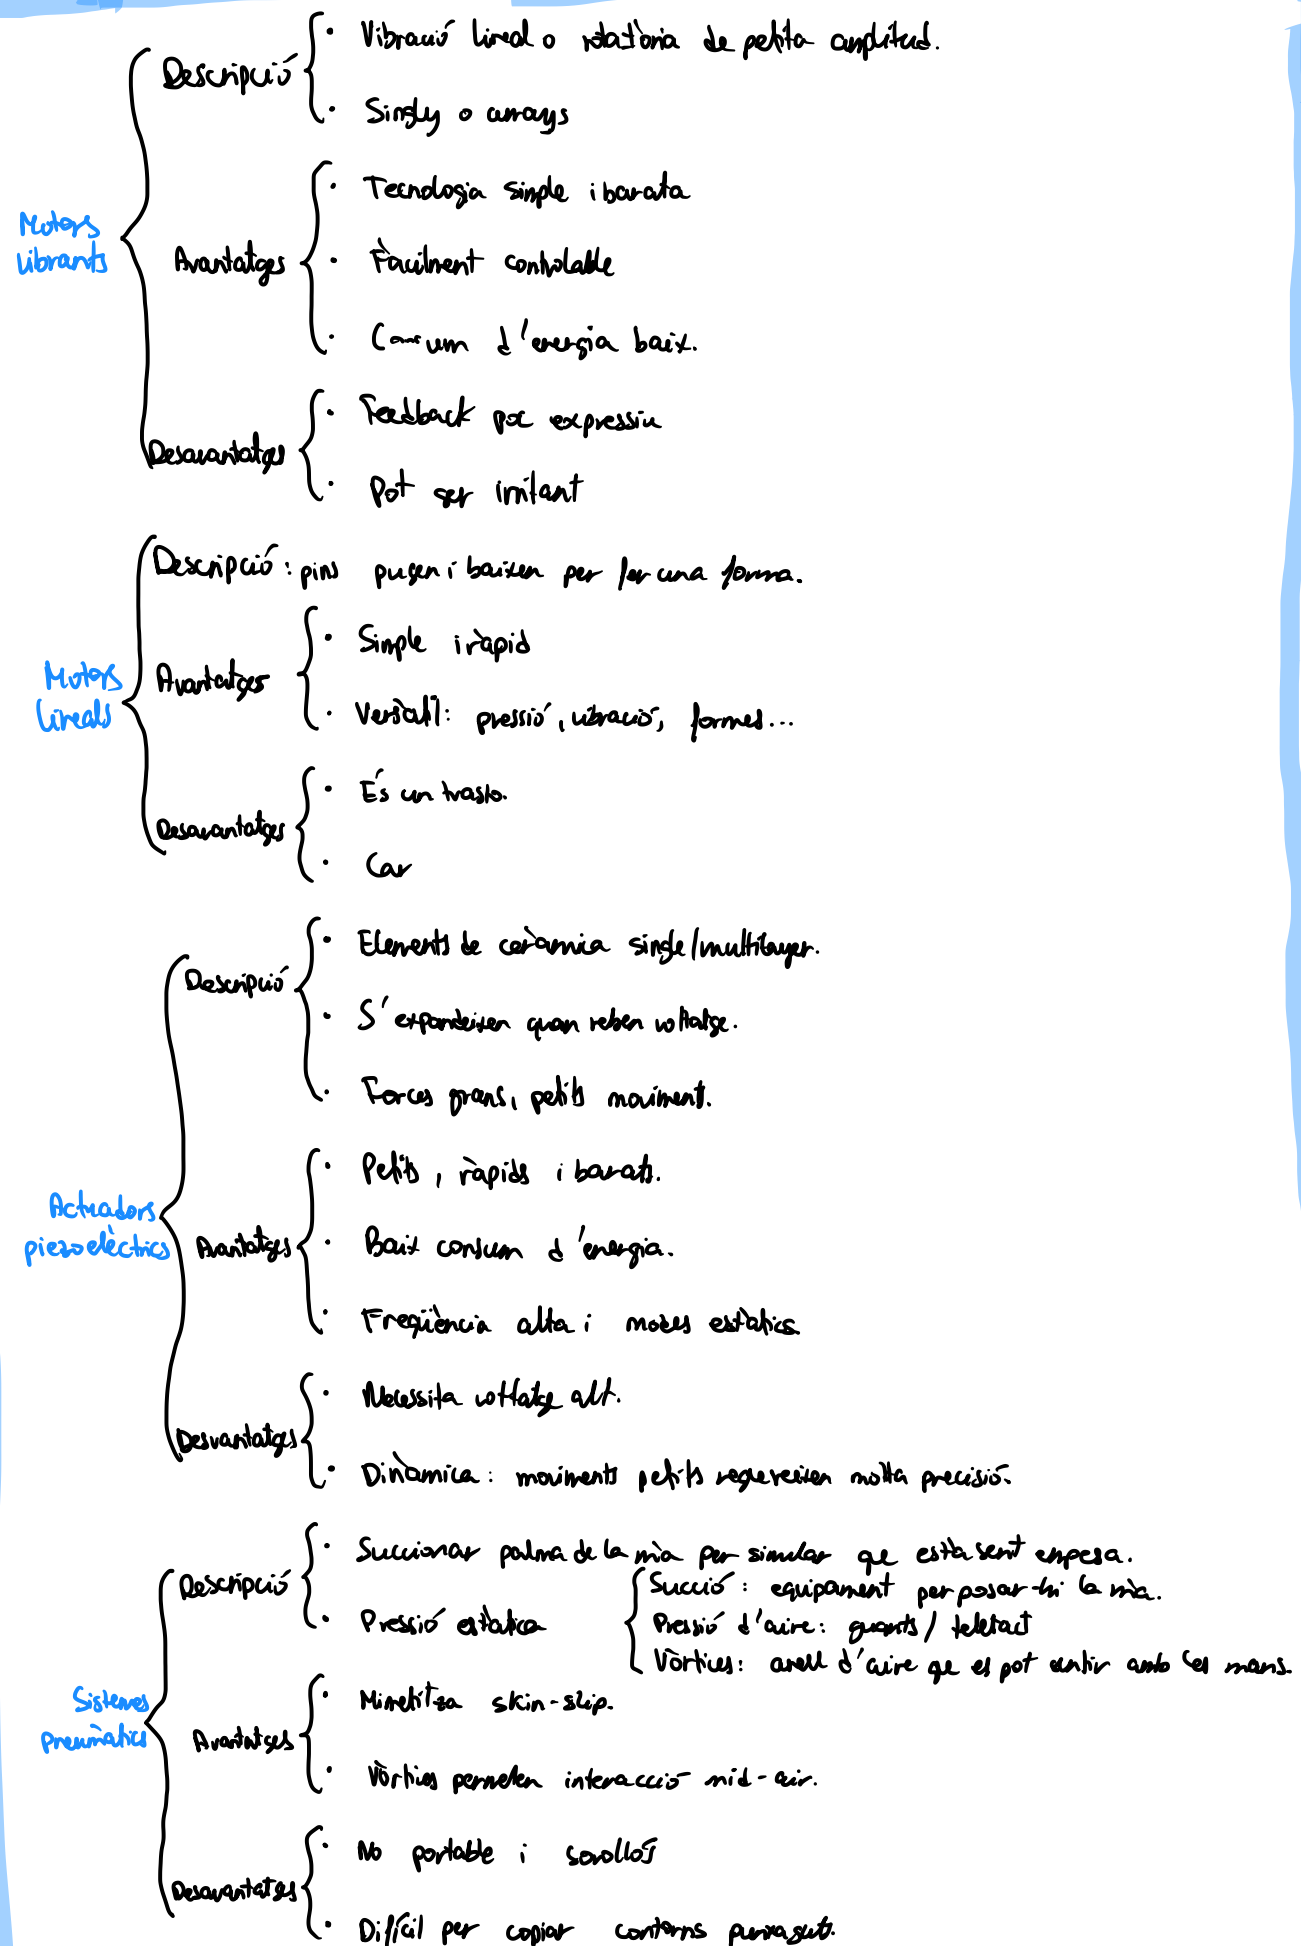 Motors
vibrants
Descripció
· Vibració lineal o rotatòria de petita amplitud.
· Singly o arrays
Avantatges
· Tecnologia simple i barata
· Fàcilment controlable
· Consum d'energia baix.
Desavantatges
· Feedback poc expressiu
· Pot ser irritant
Motors
lineals
Descripció: pins pugen i baixen per fer una forma.
Avantatges
· Simple i ràpid
· Versàtil: pressió, vibració, formes...
Desavantatges
· És un trasto.
· Car
Actuadors
piezoelèctrics
Descripció
· Elements de ceràmica single/multilayer.
· S'expandeixen quan reben voltatge.
· Forces grans, petits moviments.
Avantatges
· Petits, ràpids i barats.
· Baix consum d'energia.
· Freqüència alta i modes estàtics
Desvantatges
· Necessita voltatge alt.
· Dinàmica: moviments petits requereixen molta precisió.
Sistemes
pneumàtics
Descripció
· Succionar palma de la mà per simular que està sent empesa.
· Pressió estàtica
Succió: equipament per posar-hi la mà.
Pressió d'aire: guants/teletact
Vòrtices: anell d'aire que es pot sentir amb les mans.
Avantatges
· Mimetitza skin-slip.
· Vòrtices permeten interacció mid-air.
Desavantatges
· No portable i sorollós
· Difícil per copiar contorns punxaguts.